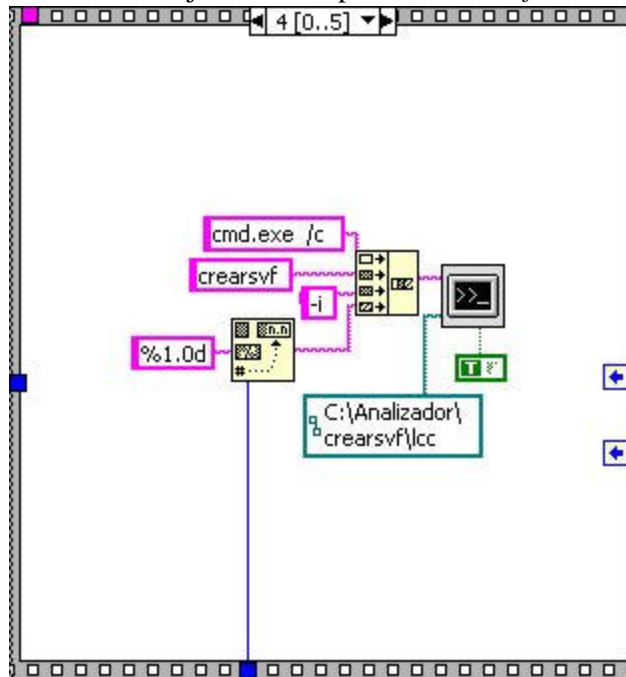 4 [0..5]
cmd.exe /c
crearsvf
-i
%1.0d
n.n
#
>>_
T
C:\Analizador\
crearsvf\lcc